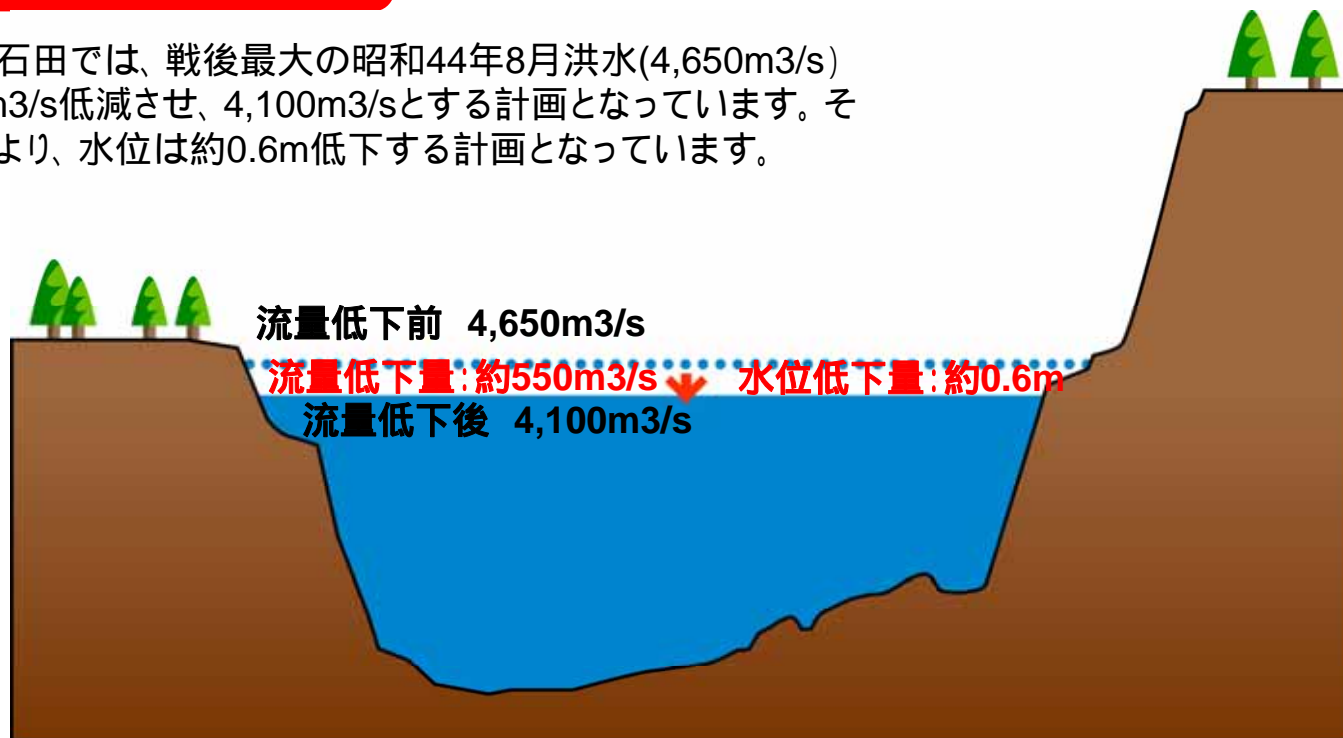 石田では、戦後最大の昭和44年8月洪水(4,650m3/s)
m3/s低減させ、4,100m3/sとする計画となっています。そ
より、水位は約0.6m低下する計画となっています。
流量低下前 4,650m3/s
流量低下量:約550m3/s 水位低下量:約0.6m
流量低下後 4,100m3/s